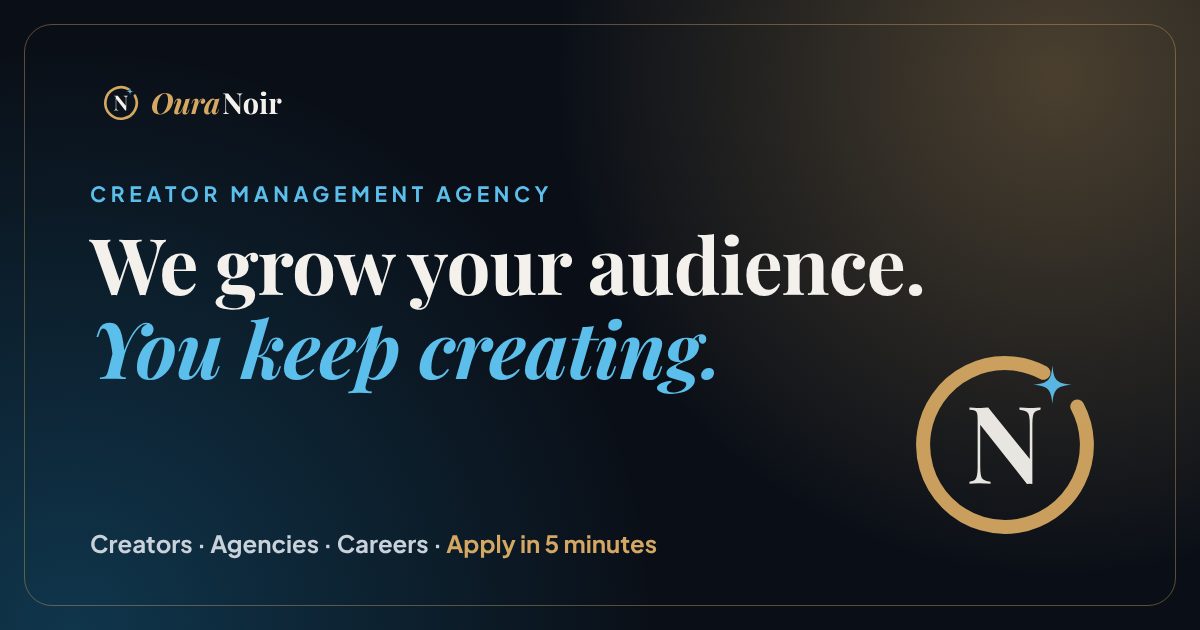 N OuraNoir
CREATOR MANAGEMENT AGENCY
We grow your audience.
You keep creating.
N
Creators · Agencies · Careers · Apply in 5 minutes